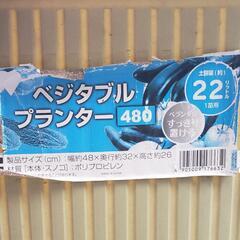 ベジタブル
プランター 480
土容量(約)
22 リットル
1苗用
ベランダに
すっきり
置ける
製品サイズ(cm):幅約48×奥行約32×高さ約26
材質[本体・スノコ]:ポリプロピレン
4905009176632